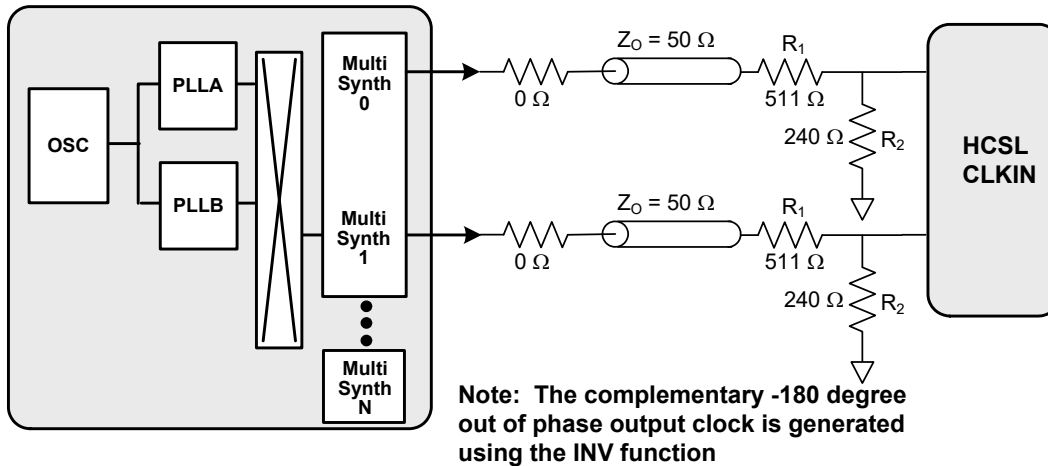 OSC
PLLA
PLLB
Multi
Synth
0
Multi
Synth
1
Multi
Synth
N
0 Ω
Z_O = 50 Ω
R₁
511 Ω
240 Ω
R₂
0 Ω
Z_O = 50 Ω
R₁
511 Ω
240 Ω
R₂
HCSL
CLKIN
Note: The complementary -180 degree
out of phase output clock is generated
using the INV function